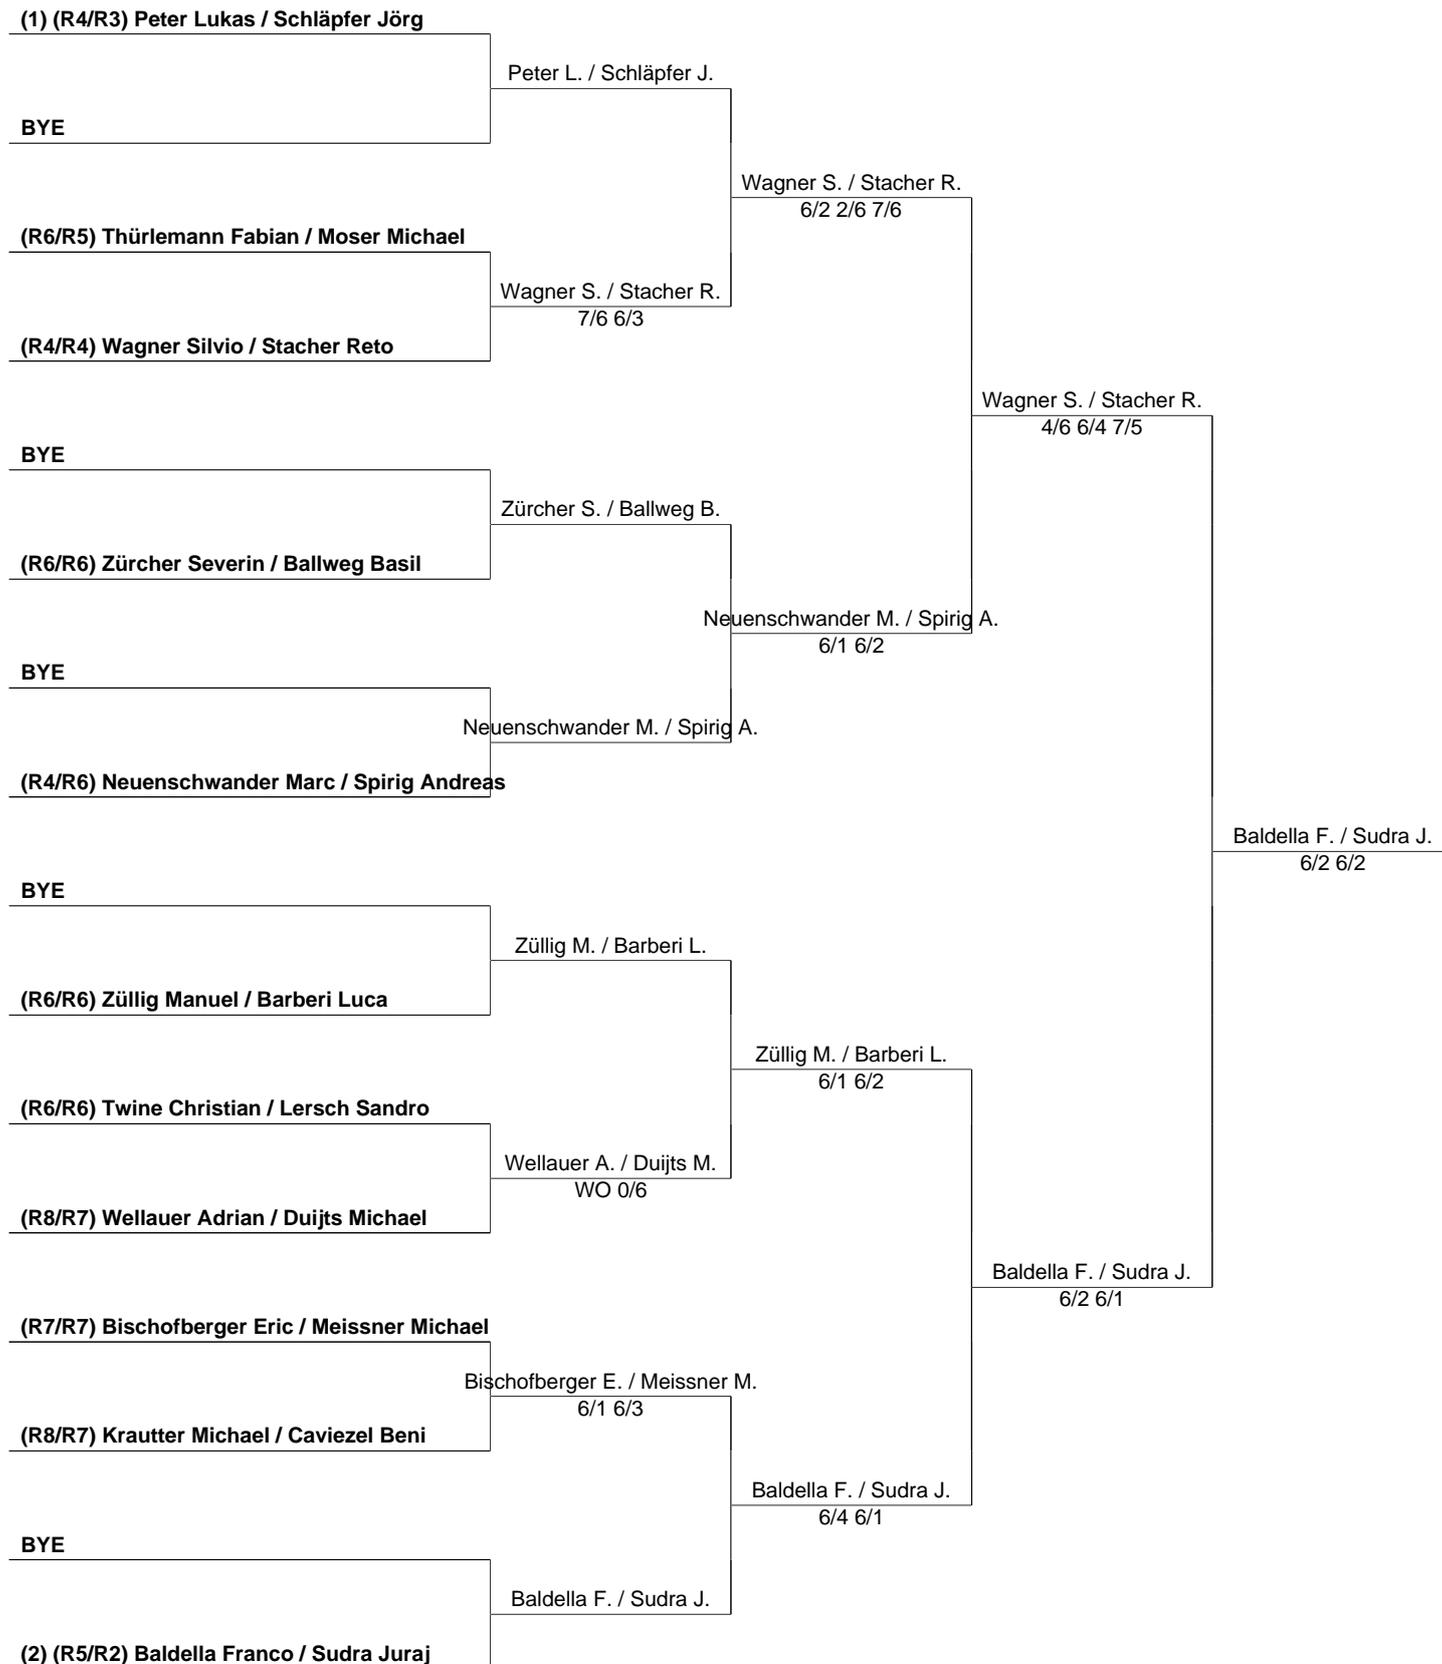 (1) (R4/R3) Peter Lukas / Schläpfer Jörg
Peter L. / Schläpfer J.
BYE
Wagner S. / Stacher R.
6/2 2/6 7/6
(R6/R5) Thürlemann Fabian / Moser Michael
Wagner S. / Stacher R.
7/6 6/3
(R4/R4) Wagner Silvio / Stacher Reto
Wagner S. / Stacher R.
4/6 6/4 7/5
BYE
Zürcher S. / Ballweg B.
(R6/R6) Zürcher Severin / Ballweg Basil
Neuenschwander M. / Spirig A.
6/1 6/2
BYE
Neuenschwander M. / Spirig A.
(R4/R6) Neuenschwander Marc / Spirig Andreas
Baldella F. / Sudra J.
6/2 6/2
BYE
Züllig M. / Barberi L.
(R6/R6) Züllig Manuel / Barberi Luca
Züllig M. / Barberi L.
6/1 6/2
(R6/R6) Twine Christian / Lersch Sandro
Wellauer A. / Duijts M.
WO 0/6
(R8/R7) Wellauer Adrian / Duijts Michael
Baldella F. / Sudra J.
6/2 6/1
(R7/R7) Bischofberger Eric / Meissner Michael
Bischofberger E. / Meissner M.
6/1 6/3
(R8/R7) Krautter Michael / Caviezel Beni
Baldella F. / Sudra J.
6/4 6/1
BYE
Baldella F. / Sudra J.
(2) (R5/R2) Baldella Franco / Sudra Juraj